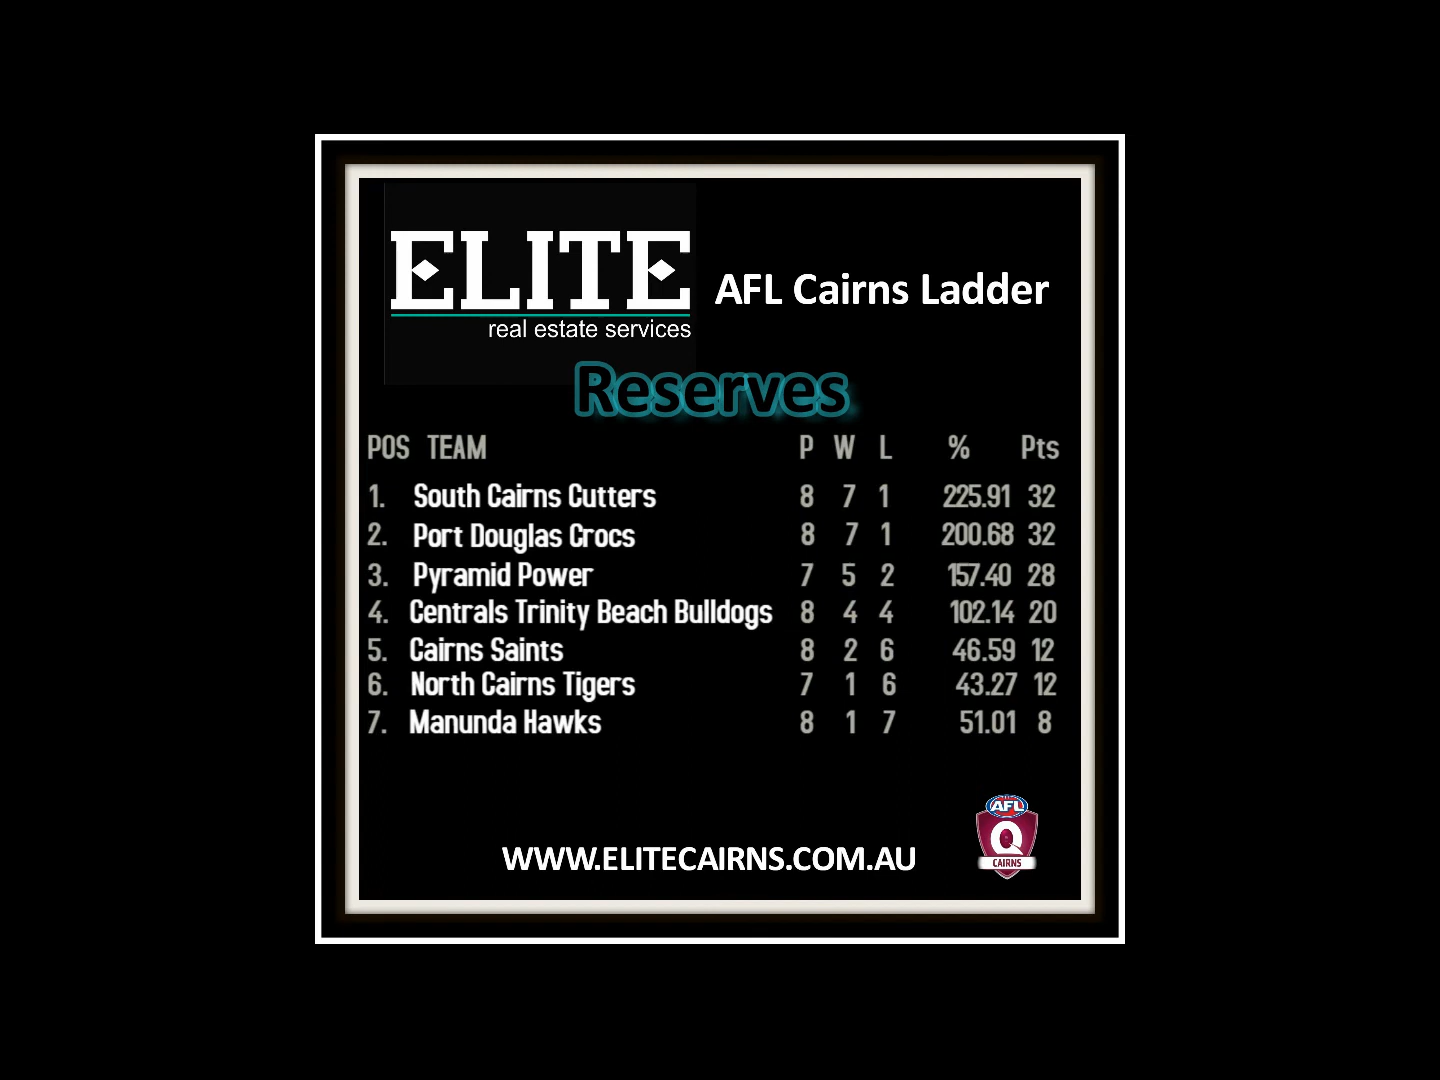 ELITE
real estate services
AFL Cairns Ladder
Reserves
POS TEAM P W L % Pts
1. South Cairns Cutters 8 7 1 225.91 32
2. Port Douglas Crocs 8 7 1 200.68 32
3. Pyramid Power 7 5 2 157.40 28
4. Centrals Trinity Beach Bulldogs 8 4 4 102.14 20
5. Cairns Saints 8 2 6 46.59 12
6. North Cairns Tigers 7 1 6 43.27 12
7. Manunda Hawks 8 1 7 51.01 8
AFL
Q
CAIRNS
WWW.ELITECAIRNS.COM.AU